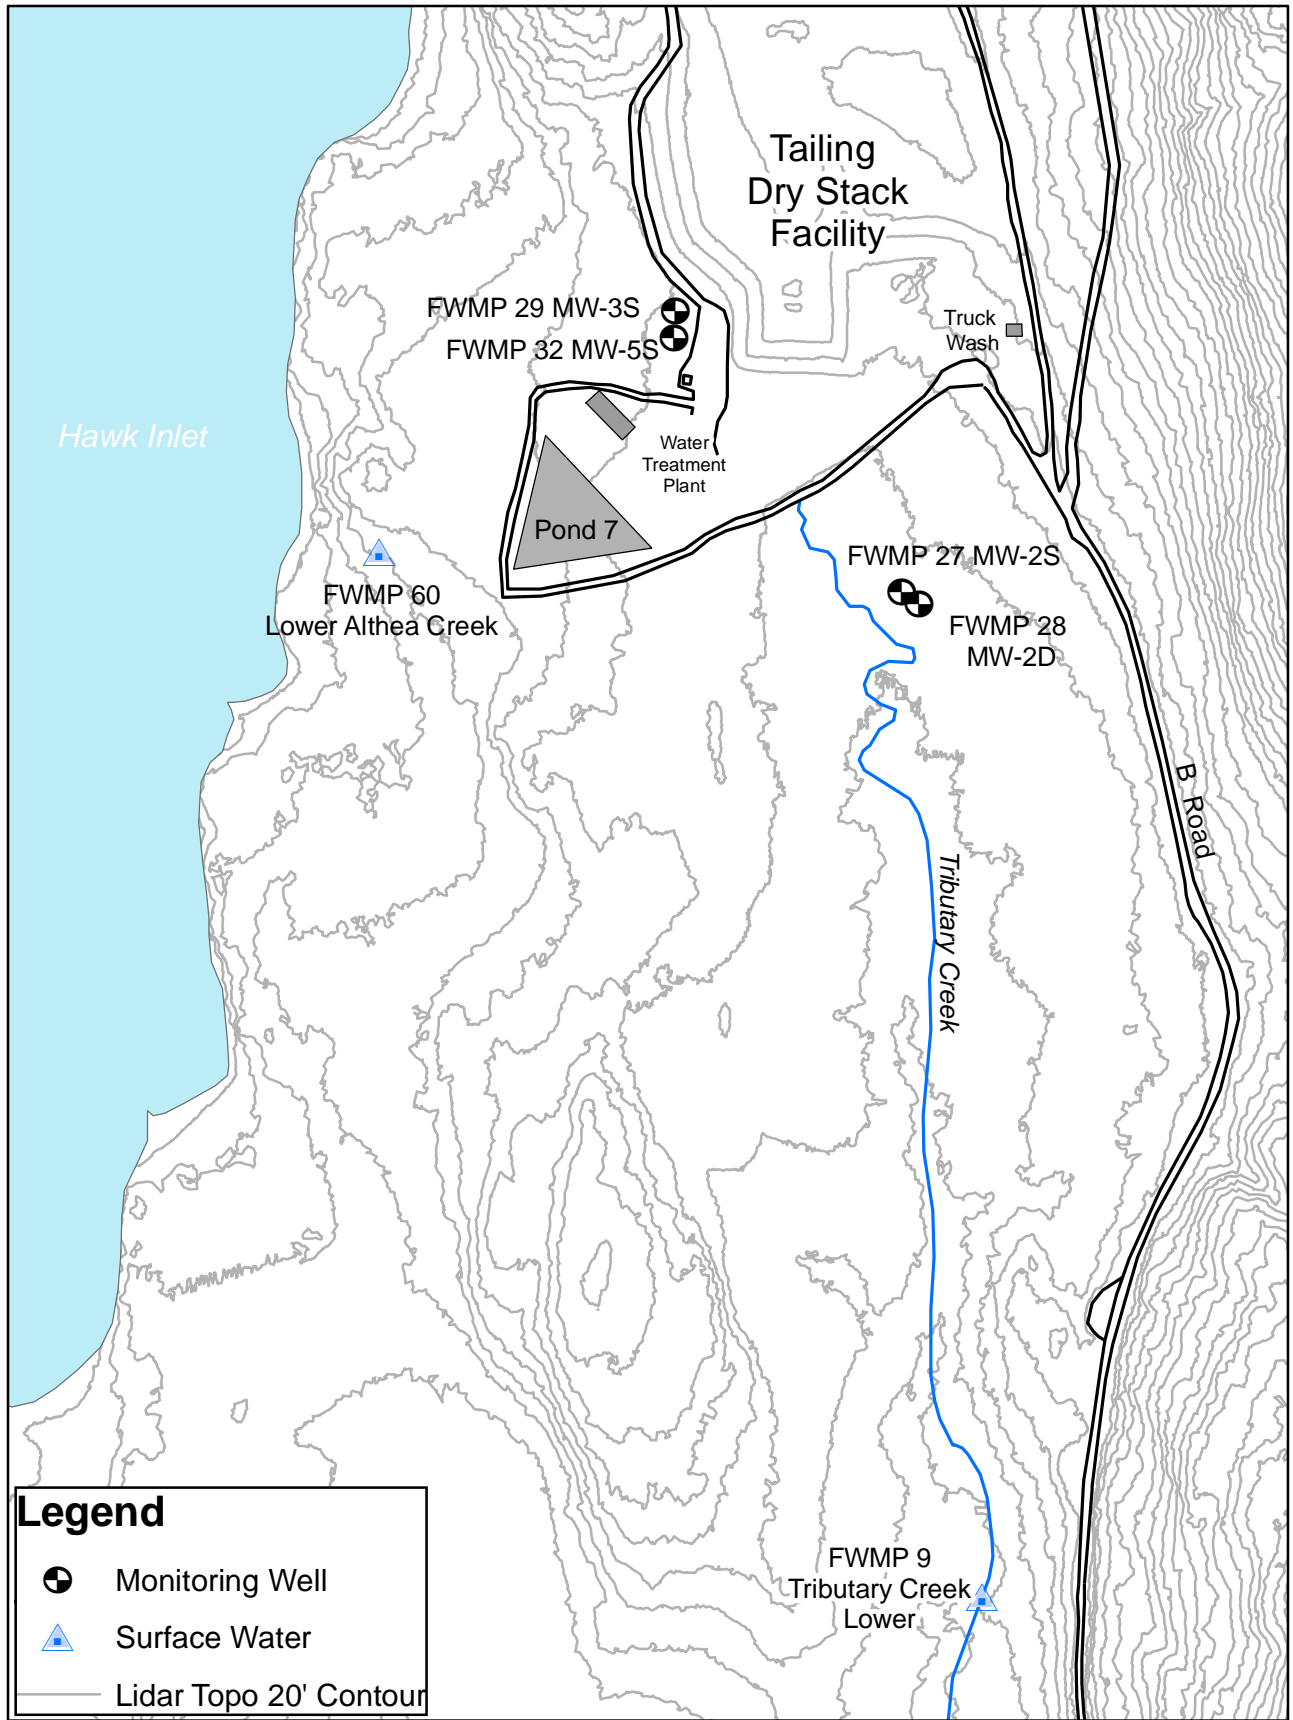 Tailing
Dry Stack
Facility
FWMP 29 MW-3S
FWMP 32 MW-5S
Truck
Wash
Hawk Inlet
Water
Treatment
Plant
Pond 7
FWMP 27 MW-2S
FWMP 60
Lower Althea Creek
FWMP 28
MW-2D
B Road
Tributary Creek
FWMP 9
Tributary Creek
Lower
Legend
Monitoring Well
Surface Water
Lidar Topo 20' Contour